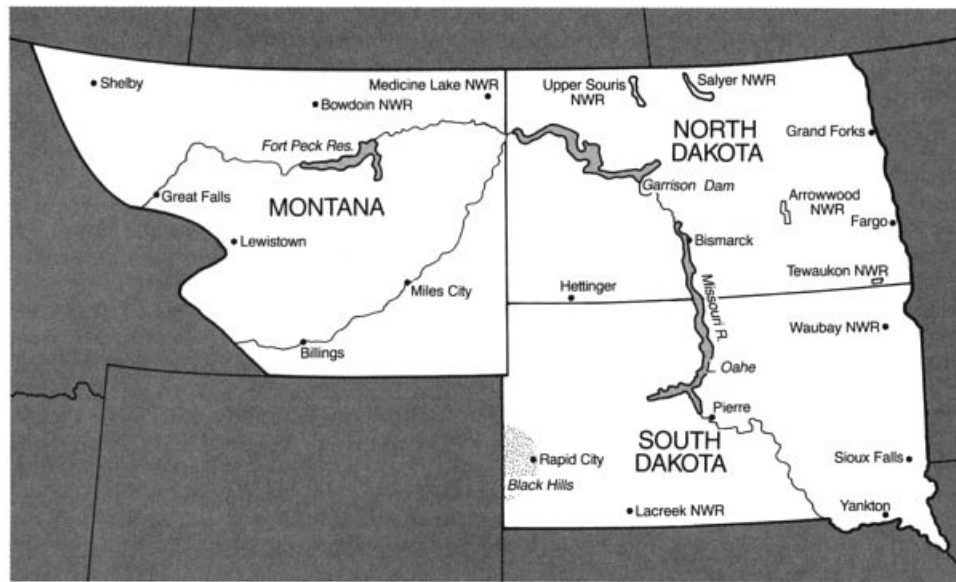 Shelby
Medicine Lake NWR
Bowdoin NWR
Upper Souris
NWR
Salyer NWR
Fort Peck Res.
NORTH
DAKOTA
Grand Forks
Great Falls
MONTANA
Garrison Dam
Arrowwood
NWR
Fargo
Lewistown
Bismarck
Tewaukon NWR
Miles City
Hettinger
Missouri R.
Waubay NWR
Billings
L. Oahe
Pierre
SOUTH
DAKOTA
Rapid City
Sioux Falls
Black Hills
Lacreek NWR
Yankton